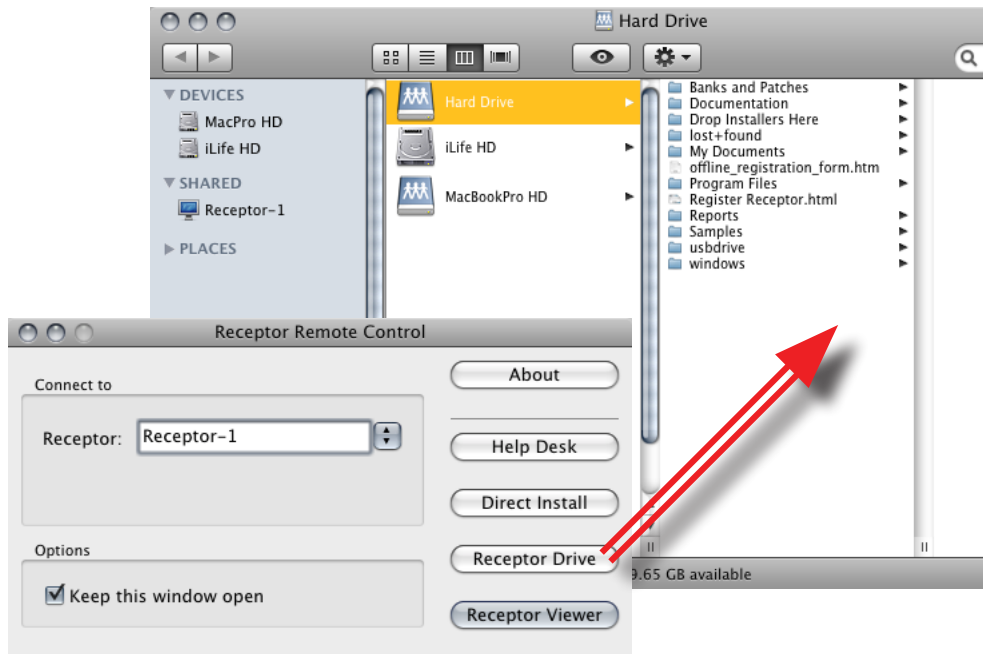 Hard Drive
DEVICES
MacPro HD
iLife HD
SHARED
Receptor-1
PLACES
Hard Drive
iLife HD
MacBookPro HD
Banks and Patches
Documentation
Drop Installers Here
lost+found
My Documents
offline_registration_form.htm
Program Files
Register Receptor.html
Reports
Samples
usbdrive
windows
9.65 GB available
Receptor Remote Control
Connect to
Receptor: Receptor-1
Options
Keep this window open
About
Help Desk
Direct Install
Receptor Drive
Receptor Viewer